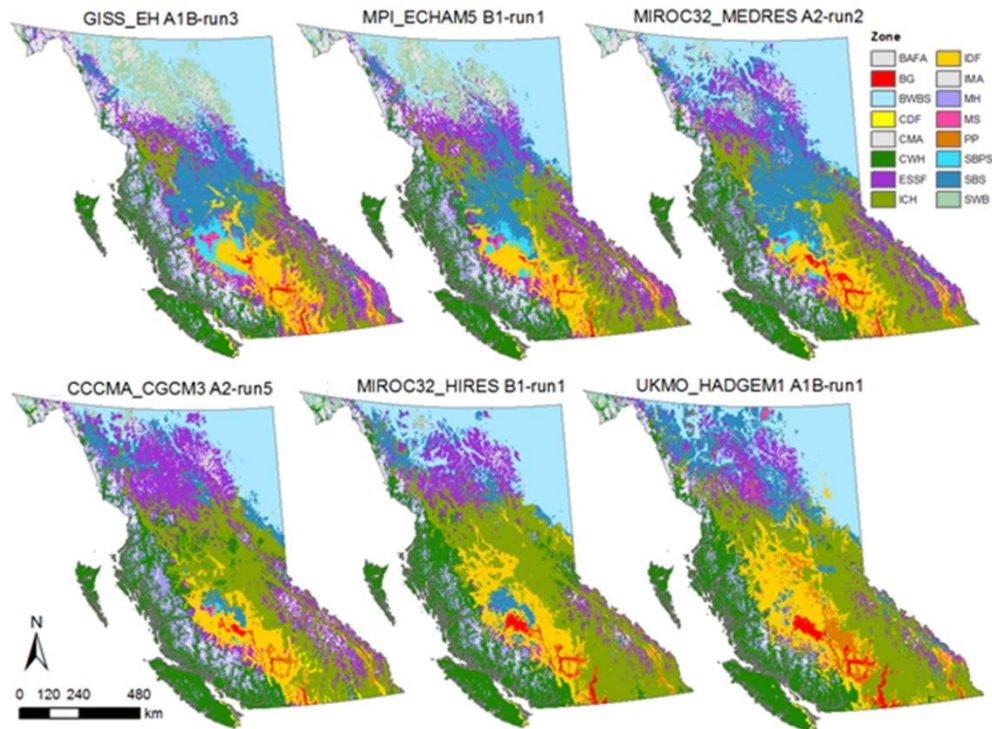 GISS_EH A1B-run3
MPI_ECHAM5 B1-run1
MIROC32_MEDRES A2-run2
Zone
BAFA
IDF
BG
IMA
BWBS
MH
CDF
MS
CMA
PP
CWH
SBPS
ESSF
SBS
ICH
SWB
CCCMA_CGCM3 A2-run5
MIROC32_HIRES B1-run1
UKMO_HADGEM1 A1B-run1
N
0 120 240 480
km